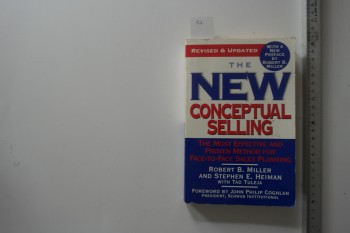 REVISED & UPDATED
WITH A
NEW
PREFACE BY
ROBERT B.
MILLER
THE
NEW
CONCEPTUAL
SELLING
THE MOST EFFECTIVE AND
PROVEN METHOD FOR
FACE-TO-FACE SALES PLANNING
ROBERT B. MILLER
AND STEPHEN E. HEIMAN
WITH TAD TULEJA
FOREWORD BY JOHN PHILIP COGHLAN
PRESIDENT, SCHWAB INSTITUTIONAL